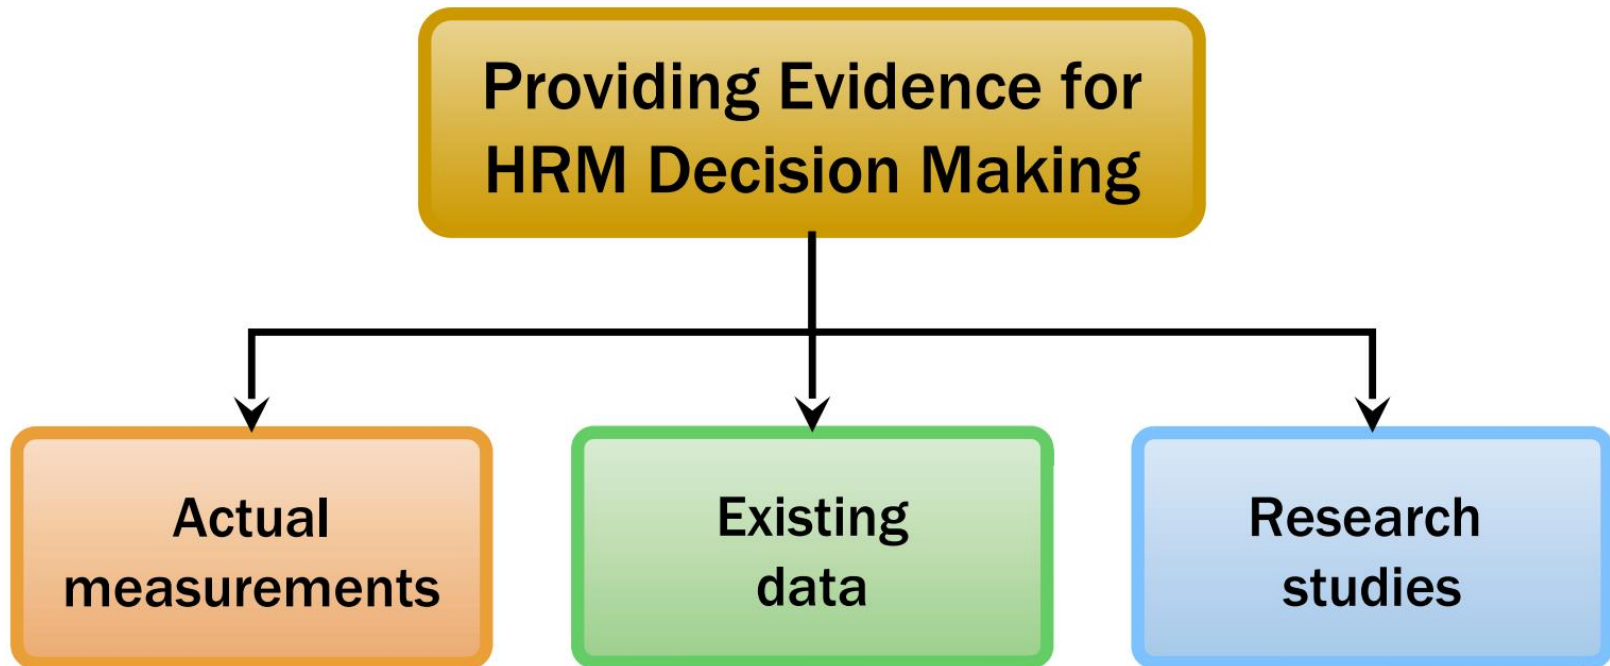 Providing Evidence for
HRM Decision Making
Actual
measurements
Existing
data
Research
studies